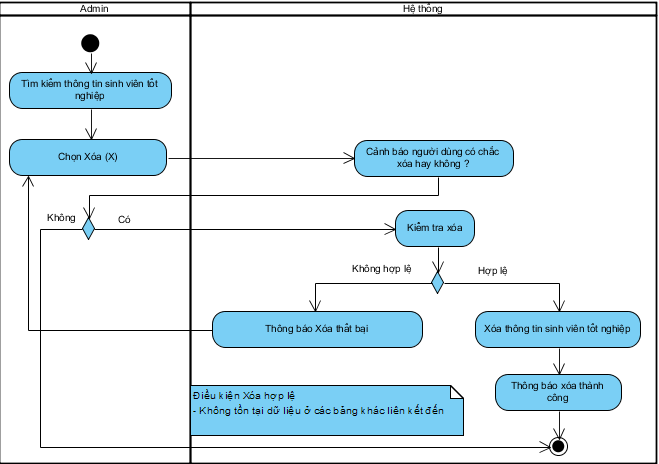 Admin
Hệ thống
Tìm kiếm thông tin sinh viên tốt
nghiệp
Chọn Xóa (X)
Cảnh báo người dùng có chắc
xóa hay không ?
Không
Có
Kiểm tra xóa
Không hợp lệ
Hợp lệ
Thông báo Xóa thất bại
Xóa thông tin sinh viên tốt nghiệp
Thông báo xóa thành
công
Điều kiện Xóa hợp lệ
- Không tồn tại dữ liệu ở các bảng khác liên kết đến